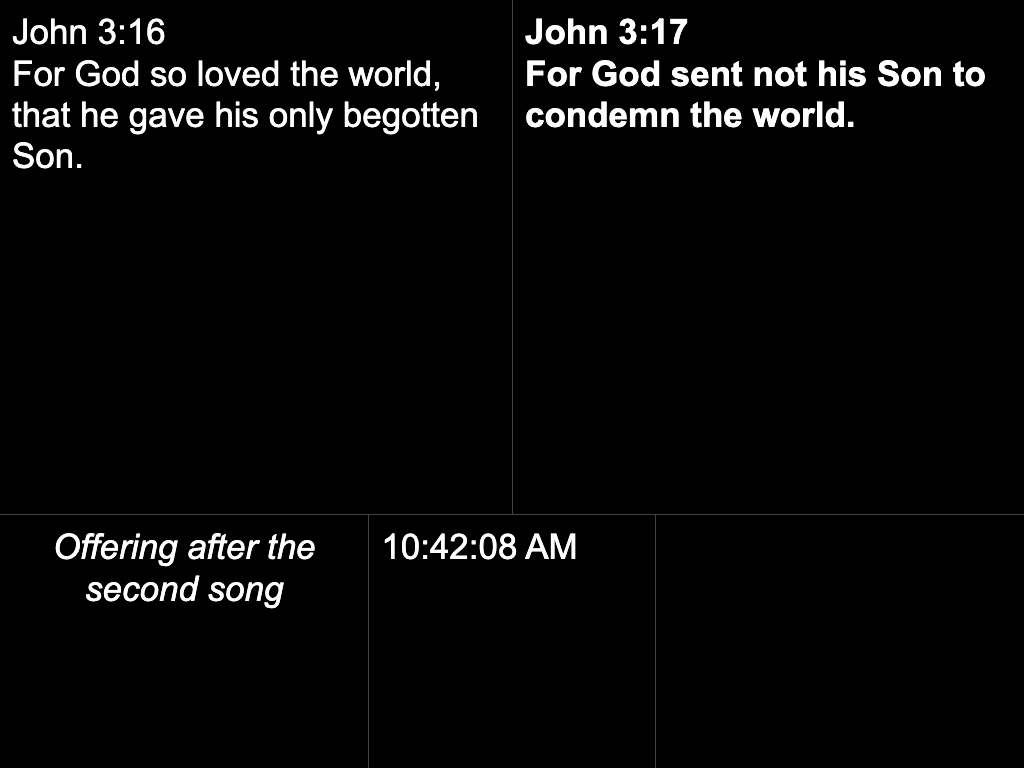 John 3:16
For God so loved the world,
that he gave his only begotten
Son.
John 3:17
For God sent not his Son to
condemn the world.
Offering after the
second song
10:42:08 AM